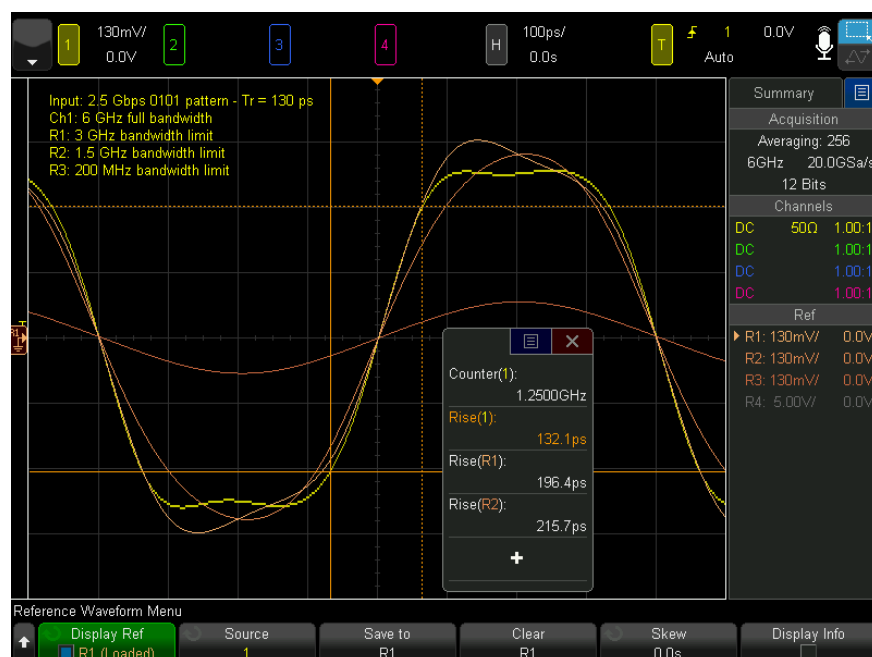 1 130mV/ 2 3 4 H 100ps/ T 1 0.0V
0.0V 0.0s Auto
Input: 2.5 Gbps 0101 pattern - Tr = 130 ps
Ch1: 6 GHz full bandwidth
R1: 3 GHz bandwidth limit
R2: 1.5 GHz bandwidth limit
R3: 200 MHz bandwidth limit
Summary
Acquisition
Averaging: 256
6GHz 20.0GSa/s
12 Bits
Channels
DC 50Ω 1.00:1
DC 1.00:1
DC 1.00:1
DC 1.00:1
Ref
R1: 130mV/ 0.0V
R2: 130mV/ 0.0V
R3: 130mV/ 0.0V
R4: 5.00V/ 0.0V
T
R1
Counter(1):
1.2500GHz
Rise(1):
132.1ps
Rise(R1):
196.4ps
Rise(R2):
215.7ps
Reference Waveform Menu
Display Ref Source Save to Clear Skew Display Info
R1 (Loaded) 1 R1 R1 0.0s